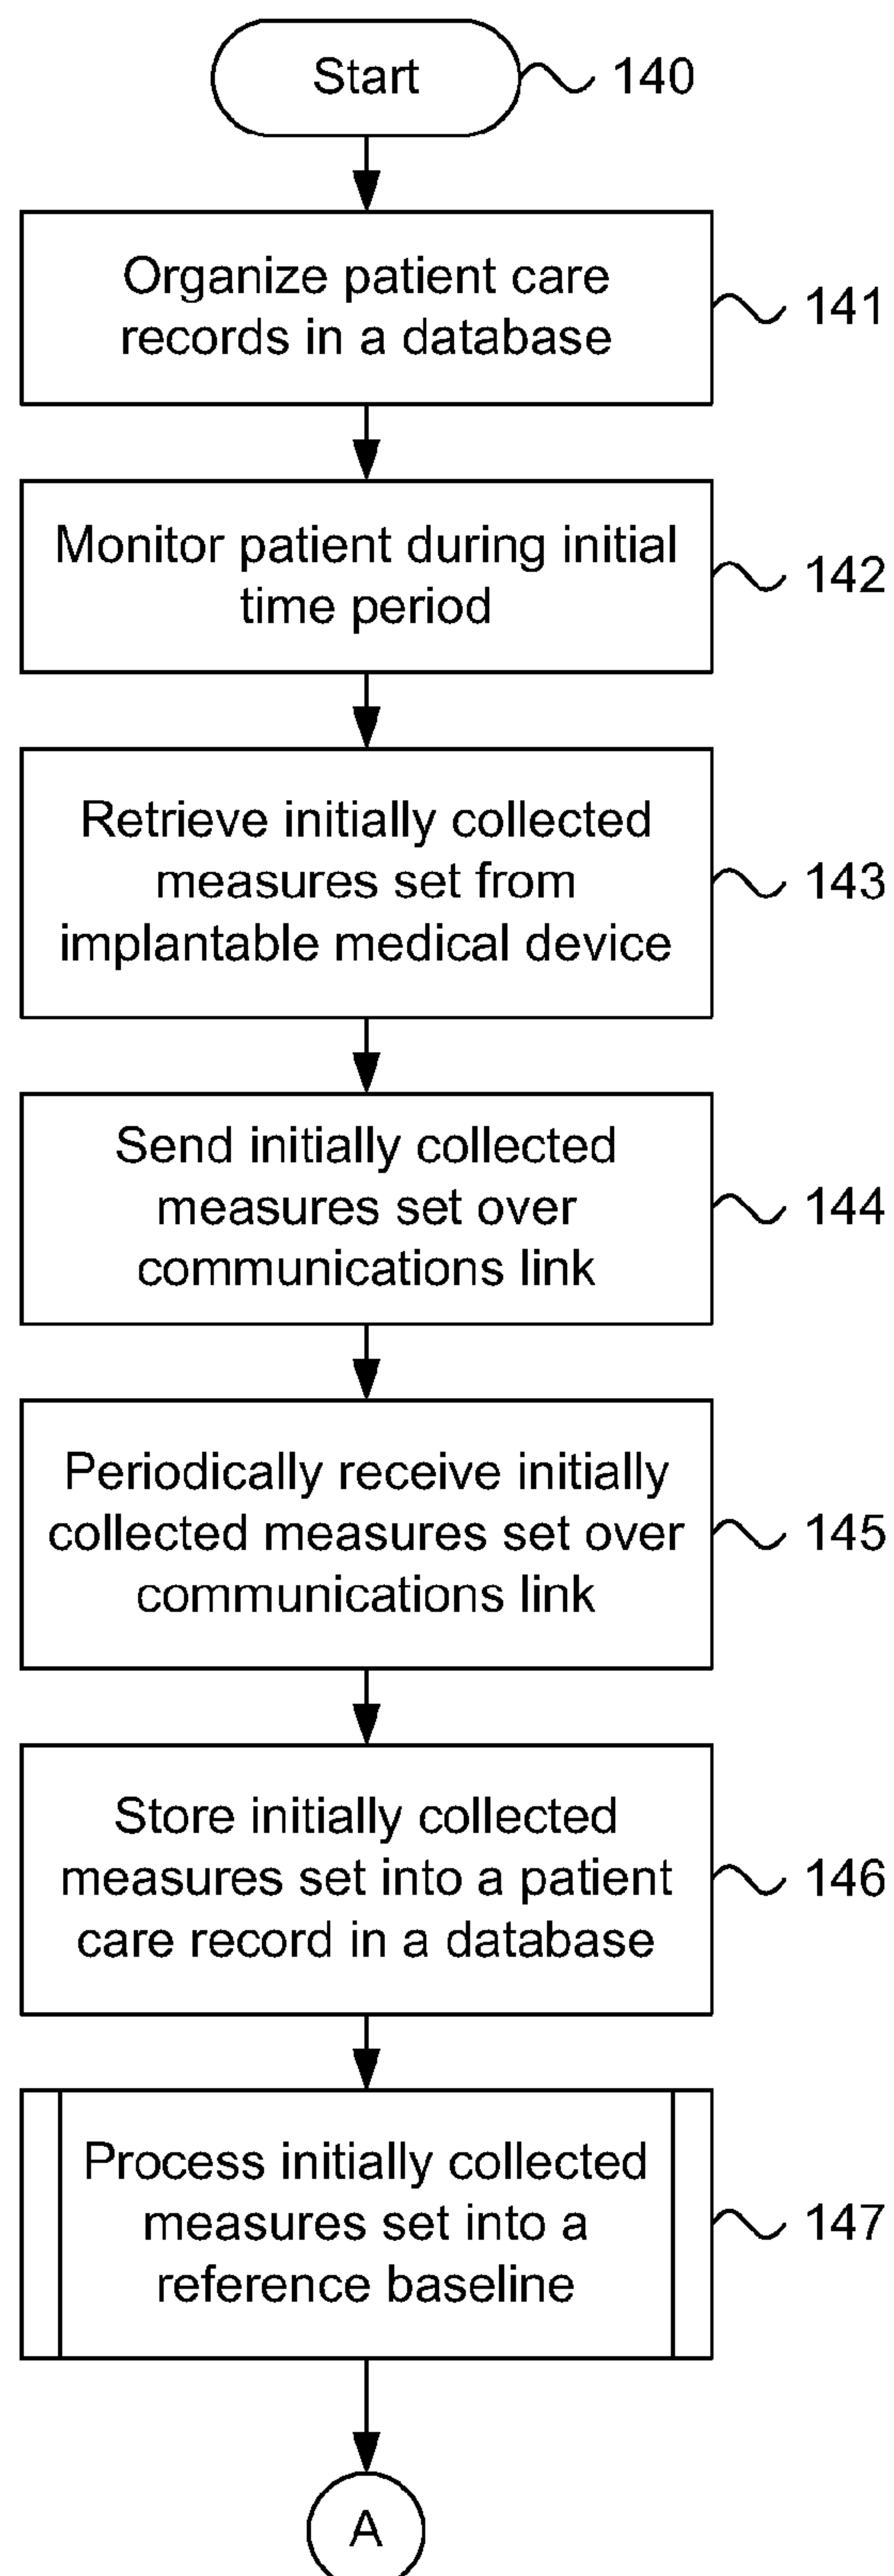 Start
140
Organize patient care
records in a database
141
Monitor patient during initial
time period
142
Retrieve initially collected
measures set from
implantable medical device
143
Send initially collected
measures set over
communications link
144
Periodically receive initially
collected measures set over
communications link
145
Store initially collected
measures set into a patient
care record in a database
146
Process initially collected
measures set into a
reference baseline
147
A